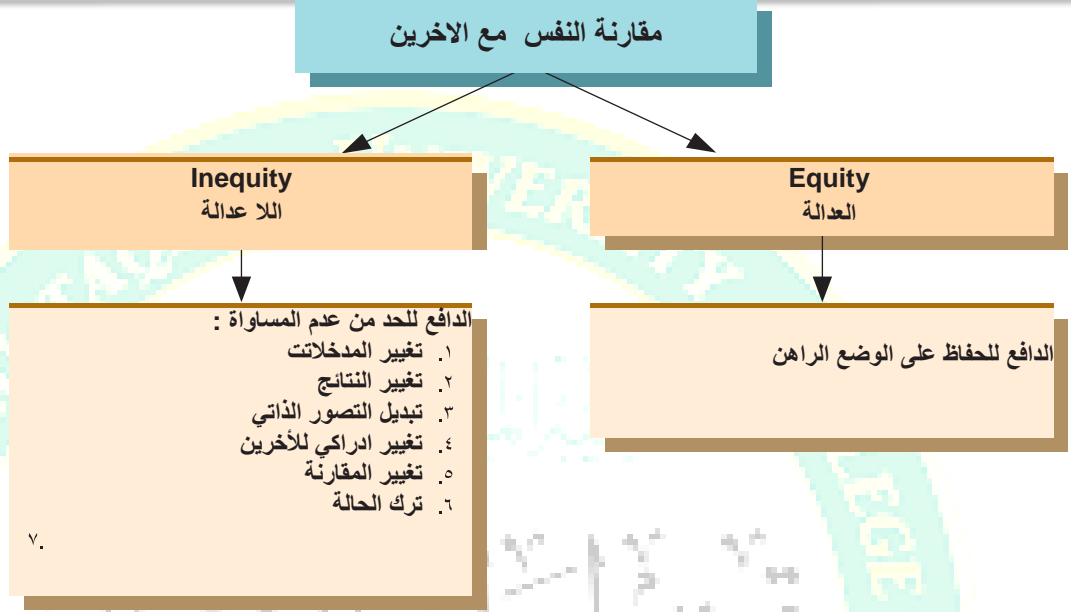 مقارنة النفس مع الاخرين
Inequity
اللا عدالة
Equity
العدالة
الدافع للحد من عدم المساواة :
١. تغيير المدخلاتت
٢. تغيير النتائج
٣. تبديل التصور الذاتي
٤. تغيير ادراكي للأخرين
٥. تغيير المقارنة
٦. ترك الحالة
٧.
الدافع للحفاظ على الوضع الراهن